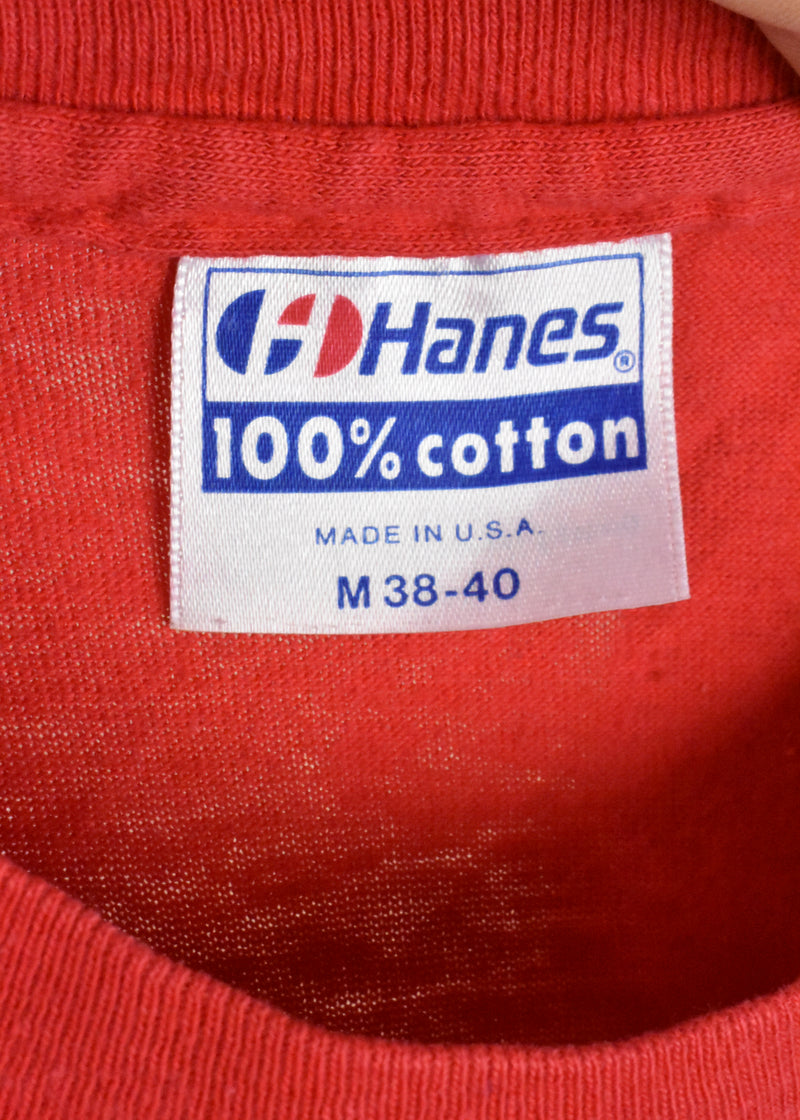 Hanes®
100% cotton
MADE IN U.S.A.
M 38-40